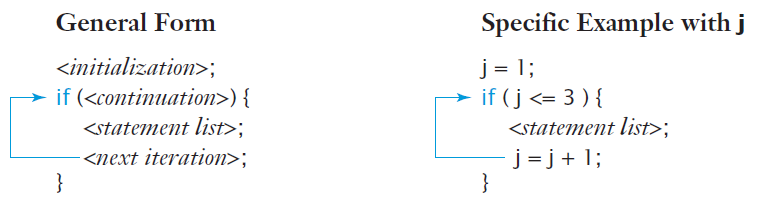 General Form
<initialization>;
if (<continuation>) {
<statement list>;
<next iteration>;
}
Specific Example with j
j = 1;
if ( j <= 3 ) {
<statement list>;
j = j + 1;
}